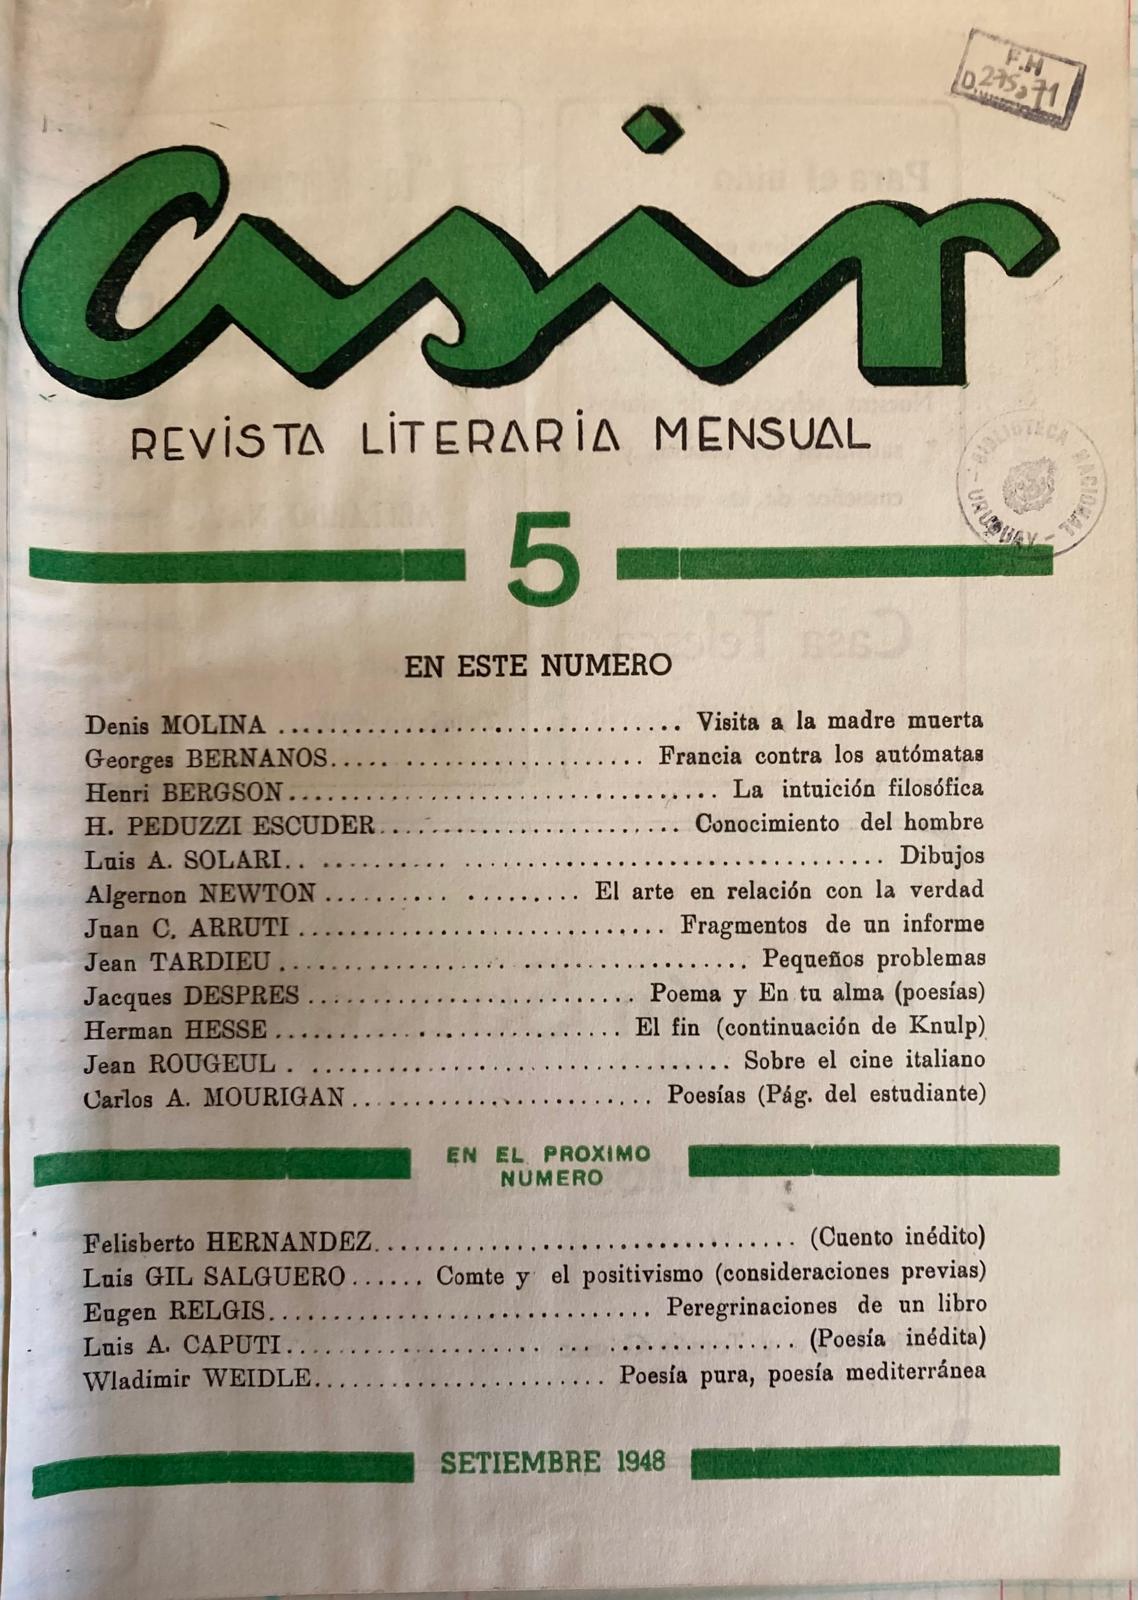 F.H
D. 275,71
asir
REVISTA LITERARIA MENSUAL
BIBLIOTECA NACIONAL
- URUGUAY -
5
EN ESTE NUMERO
Denis MOLINA ................................ Visita a la madre muerta
Georges BERNANOS..... ................... Francia contra los autómatas
Henri BERGSON.................................. La intuición filosófica
H. PEDUZZI ESCUDER........................ Conocimiento del hombre
Luis A. SOLARI.. ............................................ Dibujos
Algernon NEWTON .......... ......... El arte en relación con la verdad
Juan C. ARRUTI ............................. Fragmentos de un informe
Jean TARDIEU ..................................... Pequeños problemas
Jacques DESPRES .......................... Poema y En tu alma (poesías)
Herman HESSE ............................ El fin (continuación de Knulp)
Jean ROUGEUL . ................................. Sobre el cine italiano
Carlos A. MOURIGAN ........................ Poesías (Pág. del estudiante)
EN EL PROXIMO
NUMERO
Felisberto HERNANDEZ.................................. (Cuento inédito)
Luis GIL SALGUERO ...... Comte y el positivismo (consideraciones previas)
Eugen RELGIS............................... Peregrinaciones de un libro
Luis A. CAPUTI.................... ... ............... (Poesía inédita)
Wladimir WEIDLE....................... Poesía pura, poesía mediterránea
SETIEMBRE 1948